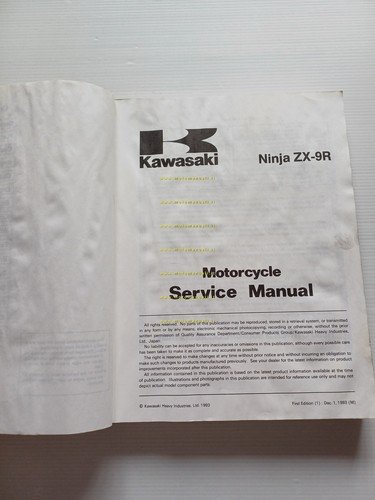 Kawasaki
Ninja ZX-9R
Motorcycle
Service Manual
All rights reserved. No parts of this publication may be reproduced, stored in a retrieval system, or transmitted
in any form or by any means, electronic mechanical photocopying, recording or otherwise, without the prior
written permission of Quality Assurance Department/Consumer Products Group/Kawasaki Heavy Industries,
Ltd., Japan.
No liability can be accepted for any inaccuracies or omissions in this publication, although every possible care
has been taken to make it as complete and accurate as possible.
The right is reserved to make changes at any time without prior notice and without incurring an obligation to
make such changes to products manufactured previously. See your dealer for the latest information on product
improvements incorporated after this publication.
All information contained in this publication is based on the latest product information available at the time
of publication. Illustrations and photographs in this publication are intended for reference use only and may not
depict actual model component parts.
© Kawasaki Heavy Industries, Ltd. 1993
First Edition (1) : Dec. 1, 1993 (M)